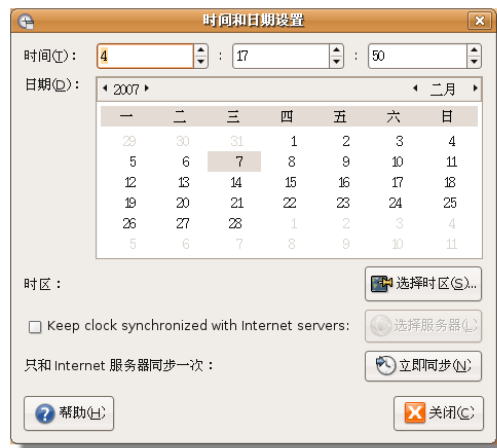 时间和日期设置
时间(T)： 4 : 17 : 50
日期(D)： 2007 二月
一 二 三 四 五 六 日
29 30 31 1 2 3 4
5 6 7 8 9 10 11
12 13 14 15 16 17 18
19 20 21 22 23 24 25
26 27 28 1 2 3 4
5 6 7 8 9 10 11
时区： 选择时区(S)...
Keep clock synchronized with Internet servers: 选择服务器(L)
只和 Internet 服务器同步一次： 立即同步(N)
帮助(H) 关闭(C)